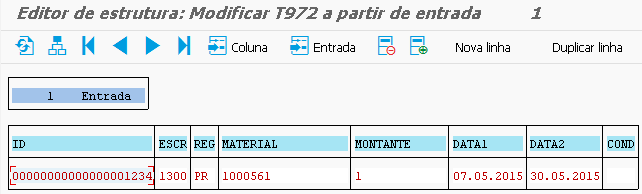 Editor de estrutura: Modificar T972 a partir de entrada 1
Coluna Entrada Nova linha Duplicar linha
1 Entrada
ID ESCR REG MATERIAL MONTANTE DATA1 DATA2 COND
00000000000000001234 1300 PR 1000561 1 07.05.2015 30.05.2015